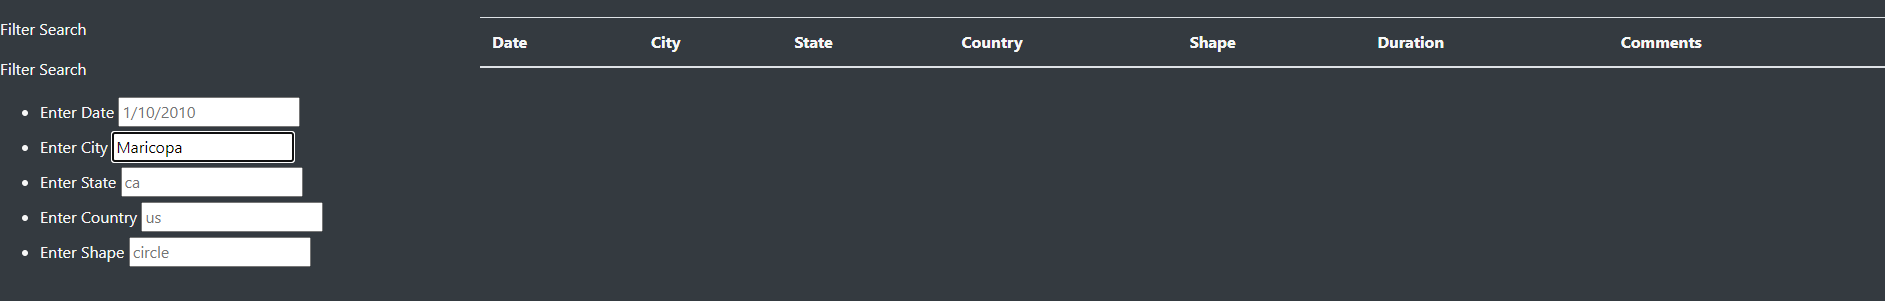 Filter Search
Date City State Country Shape Duration Comments
Filter Search
Enter Date 1/10/2010
Enter City Maricopa
Enter State ca
Enter Country us
Enter Shape circle